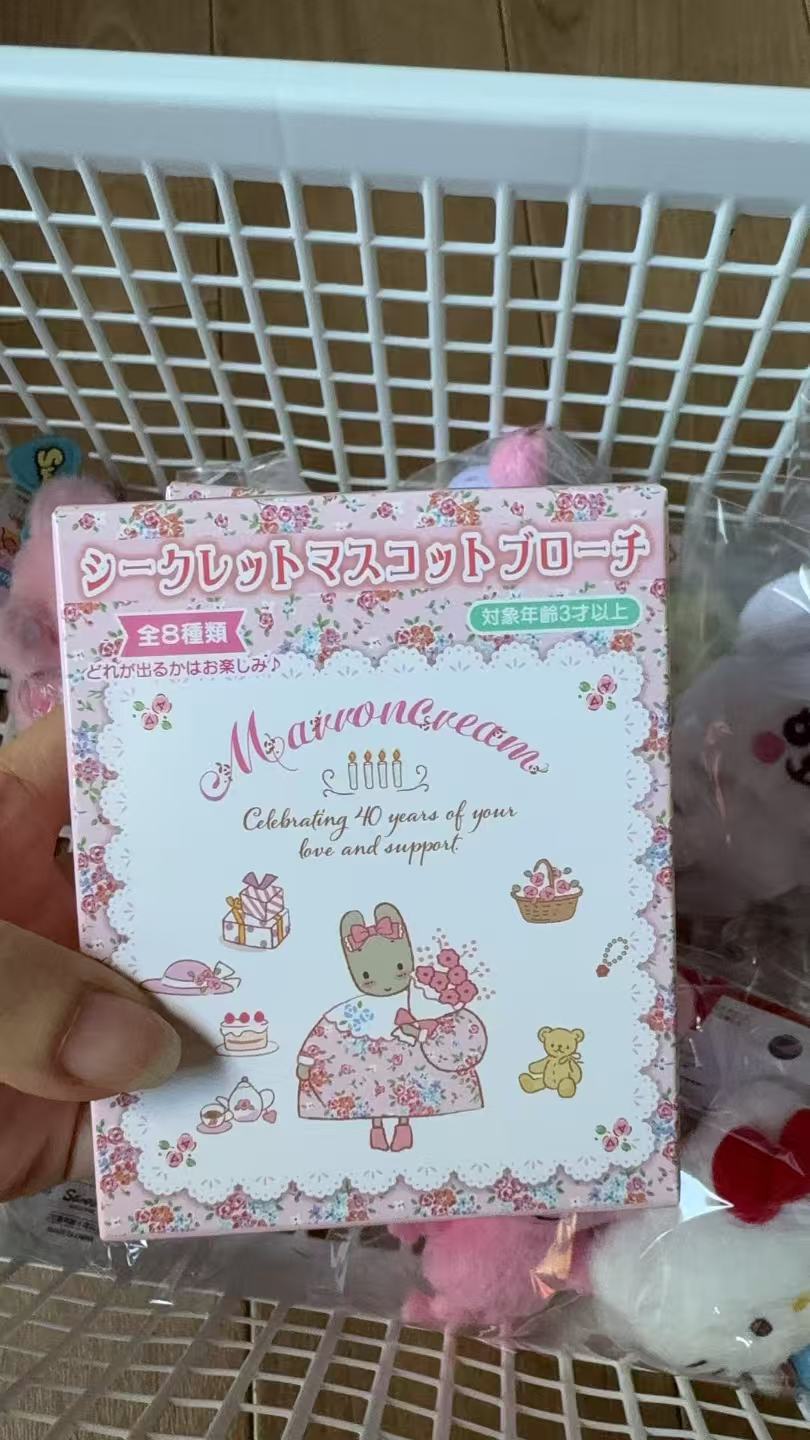 シークレットマスコットブローチ
全8種類
対象年齢3才以上
どれが出るかはお楽しみ♪
Marroncream
Celebrating 40 years of your
love and support.